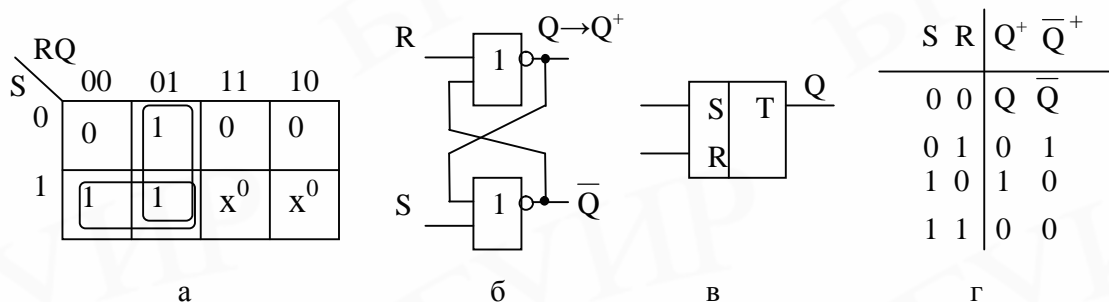 RQ
S
00 01 11 10
0 0 1 0 0
1 1 1 x⁰ x⁰
а
R
1
Q→Q⁺
S
1
Q̅
б
S T
R
Q
в
S R Q⁺ Q̅⁺
0 0 Q Q̅
0 1 0 1
1 0 1 0
1 1 0 0
г